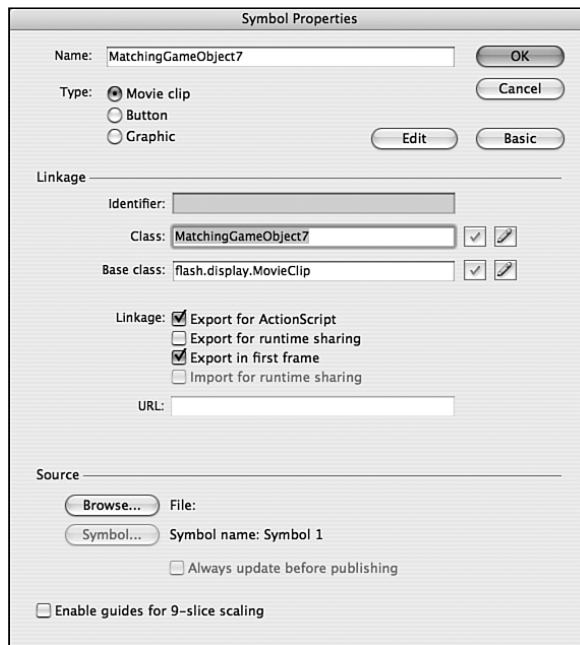 Symbol Properties
Name: MatchingGameObject7 OK
Type: Movie clip Cancel
Button
Graphic Edit Basic
Linkage
Identifier:
Class: MatchingGameObject7
Base class: flash.display.MovieClip
Linkage: Export for ActionScript
Export for runtime sharing
Export in first frame
Import for runtime sharing
URL:
Source
Browse... File:
Symbol... Symbol name: Symbol 1
Always update before publishing
Enable guides for 9-slice scaling